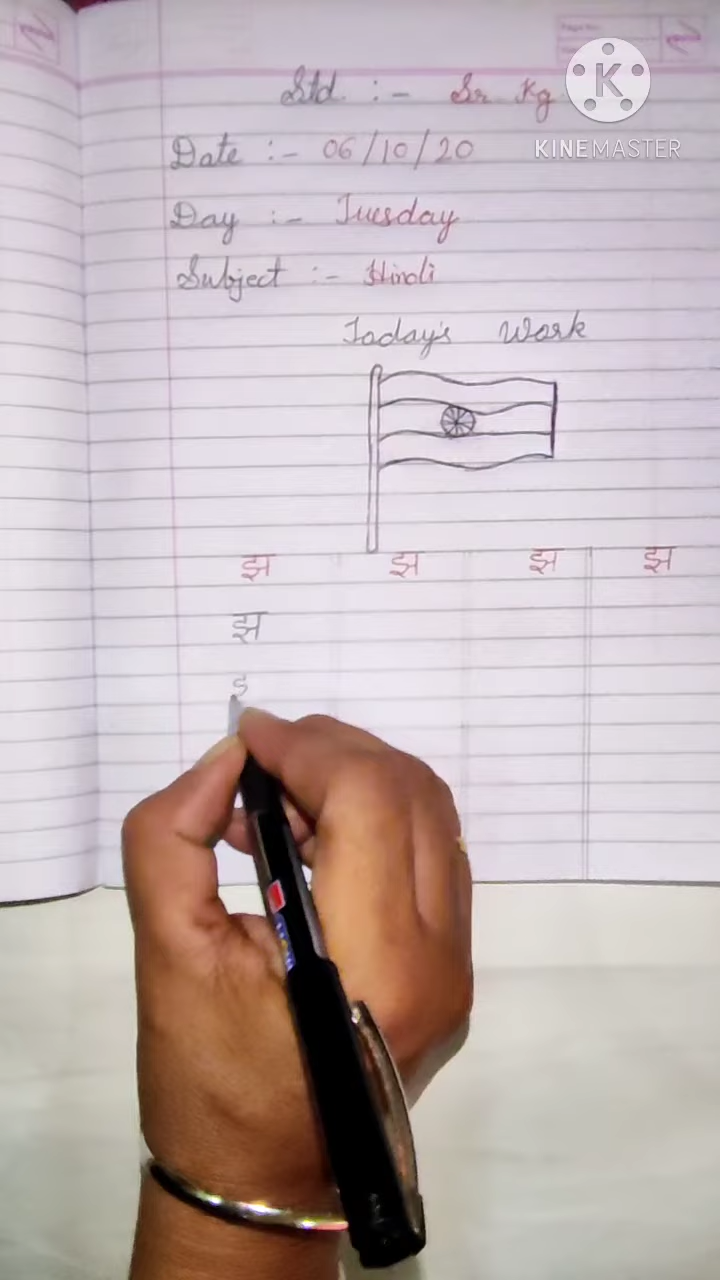 Std. :- Sr Kg
K
KINEMASTER
Date :- 06/10/20
Day :- Tuesday
Subject :- Hindi
Today's Work
झ झ झ झ
झ